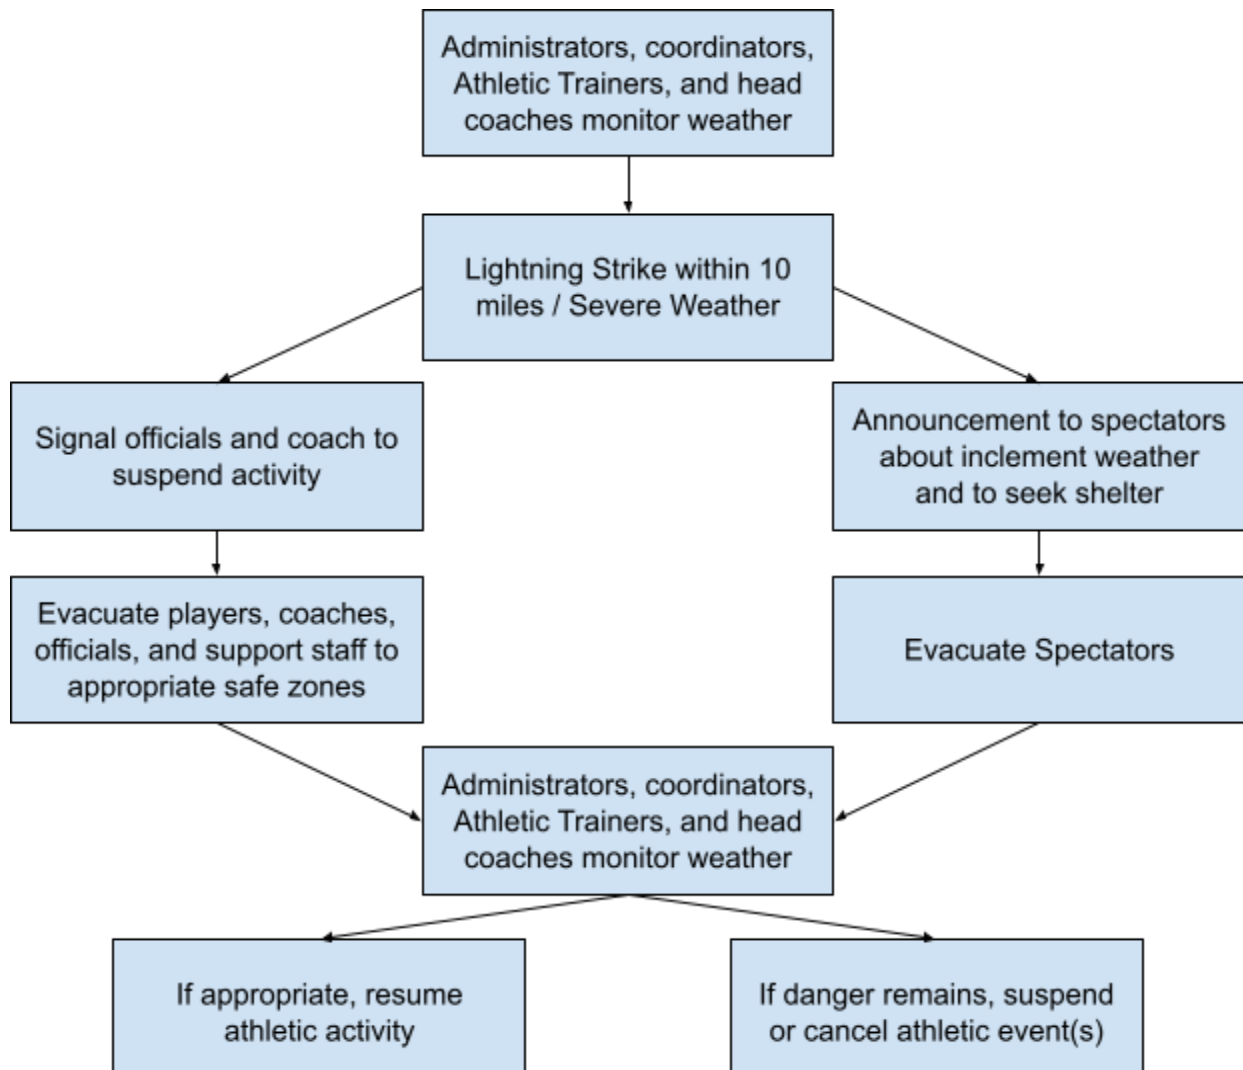 Administrators, coordinators,
Athletic Trainers, and head
coaches monitor weather
Lightning Strike within 10
miles / Severe Weather
Signal officials and coach to
suspend activity
Announcement to spectators
about inclement weather
and to seek shelter
Evacuate players, coaches,
officials, and support staff to
appropriate safe zones
Evacuate Spectators
Administrators, coordinators,
Athletic Trainers, and head
coaches monitor weather
If appropriate, resume
athletic activity
If danger remains, suspend
or cancel athletic event(s)